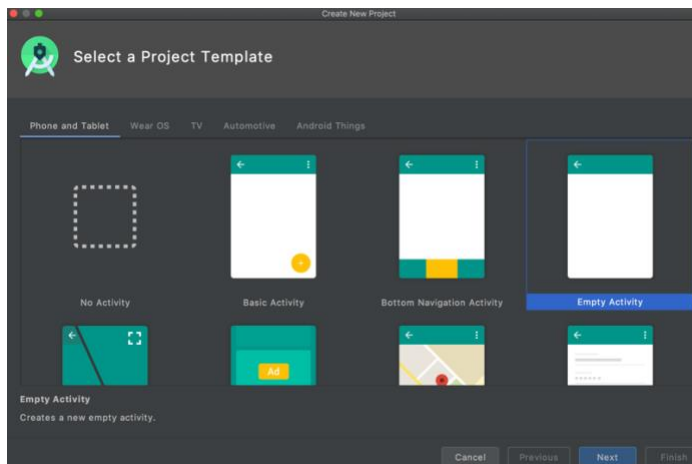 Create New Project
Select a Project Template
Phone and Tablet Wear OS TV Automotive Android Things
No Activity Basic Activity Bottom Navigation Activity Empty Activity
Ad
Empty Activity
Creates a new empty activity.
Cancel Previous Next Finish